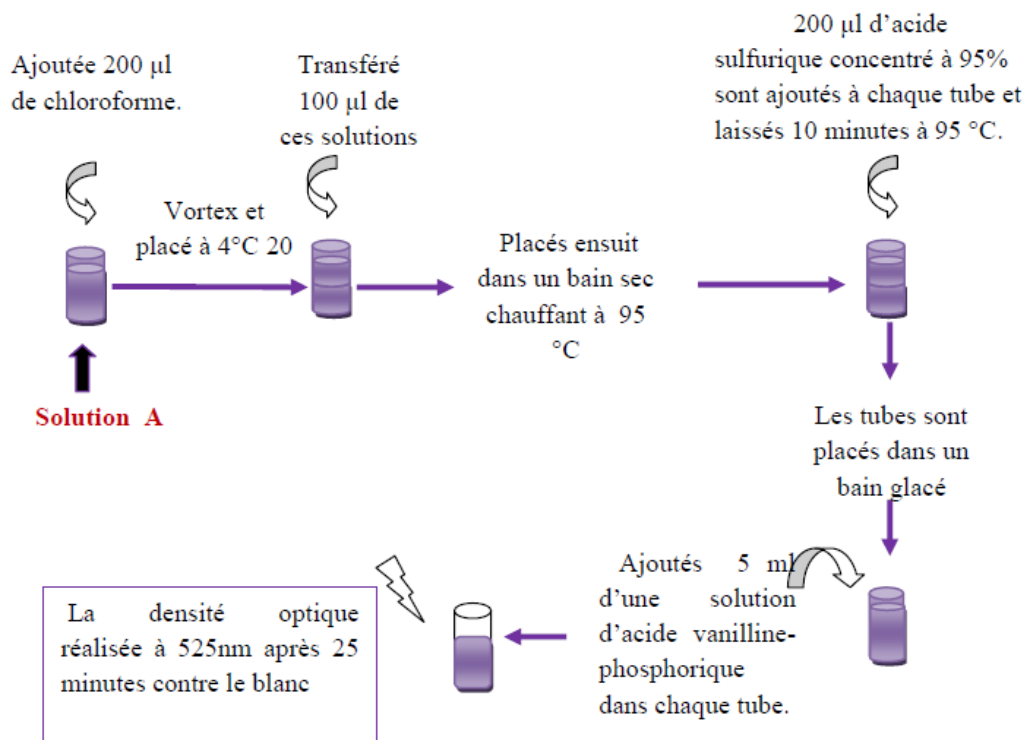 Ajoutée 200 µl
de chloroforme.
Transféré
100 µl de
ces solutions
200 µl d’acide
sulfurique concentré à 95%
sont ajoutés à chaque tube et
laissés 10 minutes à 95 °C.
Vortex et
placé à 4°C 20
Placés ensuit
dans un bain sec
chauffant à 95
°C
Solution A
Les tubes sont
placés dans un
bain glacé
Ajoutés 5 ml
d’une solution
d’acide vanilline-
phosphorique
dans chaque tube.
La densité optique
réalisée à 525nm après 25
minutes contre le blanc